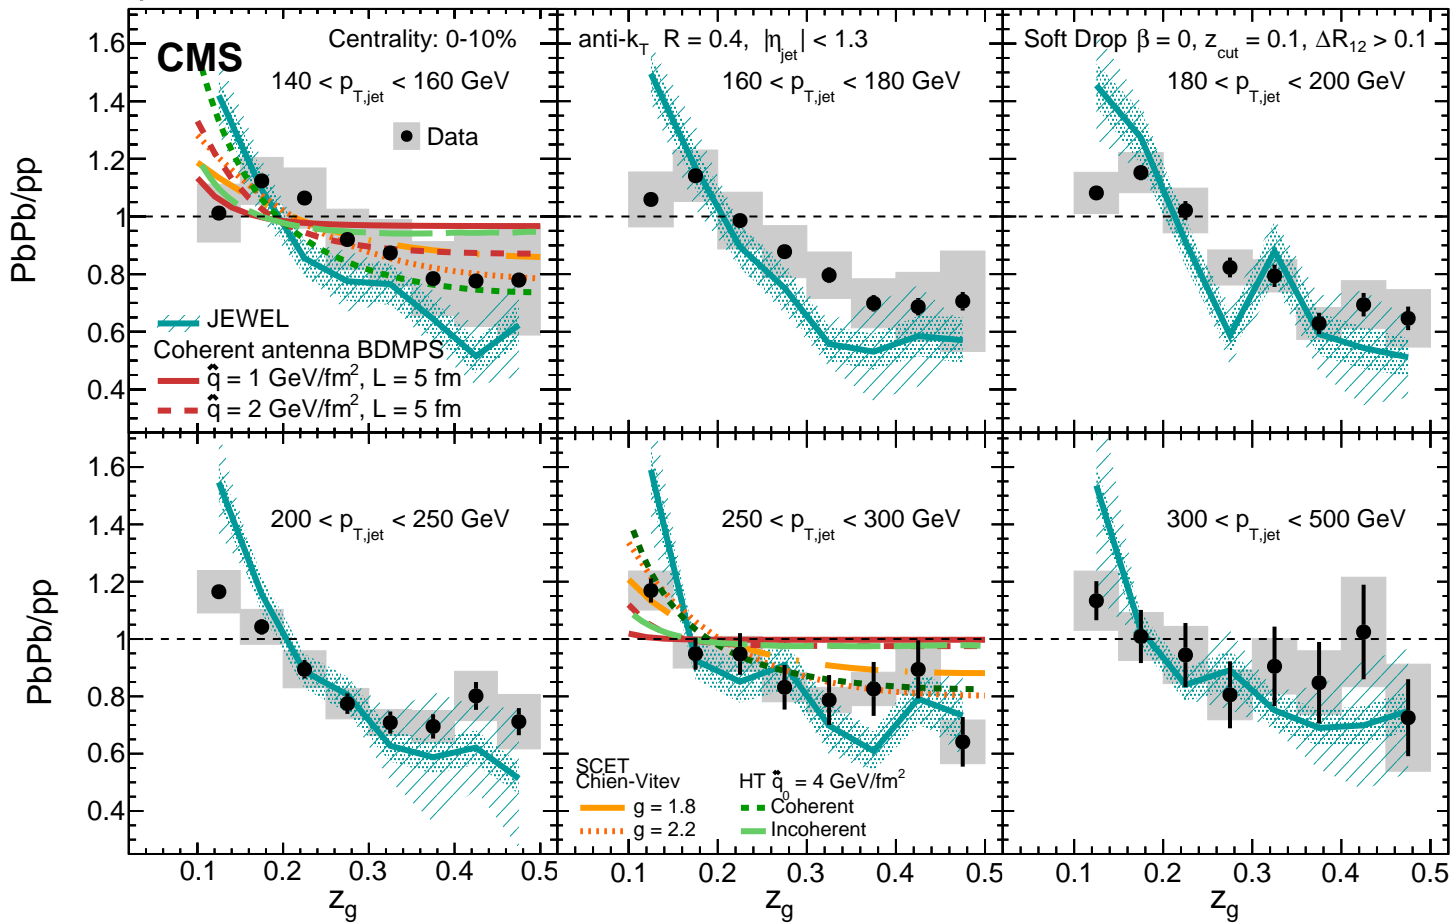 CMS
Centrality: 0-10%
anti-k_T R = 0.4, |η_jet| < 1.3
Soft Drop β = 0, z_cut = 0.1, ΔR_12 > 0.1
140 < p_T,jet < 160 GeV
160 < p_T,jet < 180 GeV
180 < p_T,jet < 200 GeV
Data
JEWEL
Coherent antenna BDMPS
q̂ = 1 GeV/fm², L = 5 fm
q̂ = 2 GeV/fm², L = 5 fm
PbPb/pp
1.6
1.4
1.2
1
0.8
0.6
0.4
200 < p_T,jet < 250 GeV
250 < p_T,jet < 300 GeV
300 < p_T,jet < 500 GeV
SCET
Chien-Vitev
g = 1.8
g = 2.2
HT q̂_0 = 4 GeV/fm²
Coherent
Incoherent
PbPb/pp
1.6
1.4
1.2
1
0.8
0.6
0.4
0.1 0.2 0.3 0.4 0.5
0.1 0.2 0.3 0.4 0.5
0.1 0.2 0.3 0.4 0.5
z_g
z_g
z_g